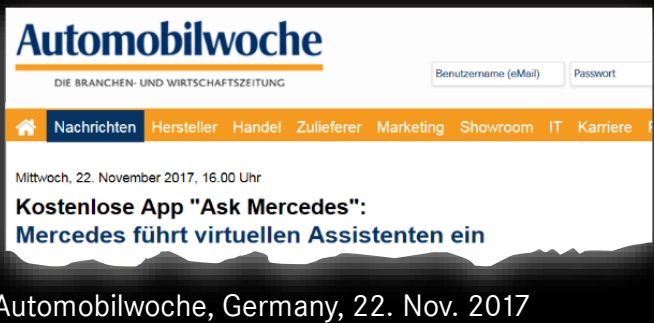 Automobilwoche
DIE BRANCHEN- UND WIRTSCHAFTSZEITUNG
Benutzername (eMail) Passwort
Nachrichten Hersteller Handel Zulieferer Marketing Showroom IT Karriere
Mittwoch, 22. November 2017, 16.00 Uhr
Kostenlose App "Ask Mercedes":
Mercedes führt virtuellen Assistenten ein
Automobilwoche, Germany, 22. Nov. 2017